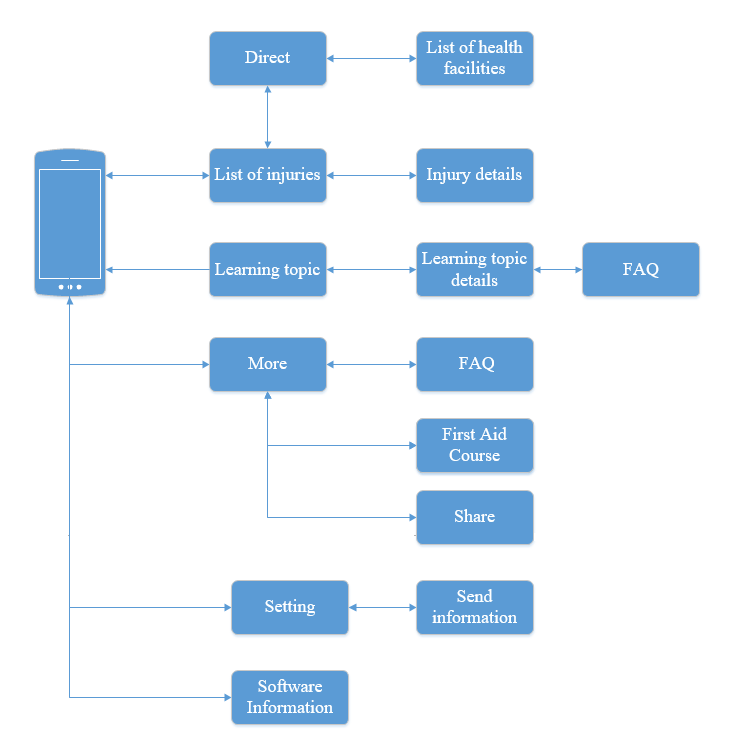 Direct
List of health
facilities
List of injuries
Injury details
Learning topic
Learning topic
details
FAQ
More
FAQ
First Aid
Course
Share
Setting
Send
information
Software
Information